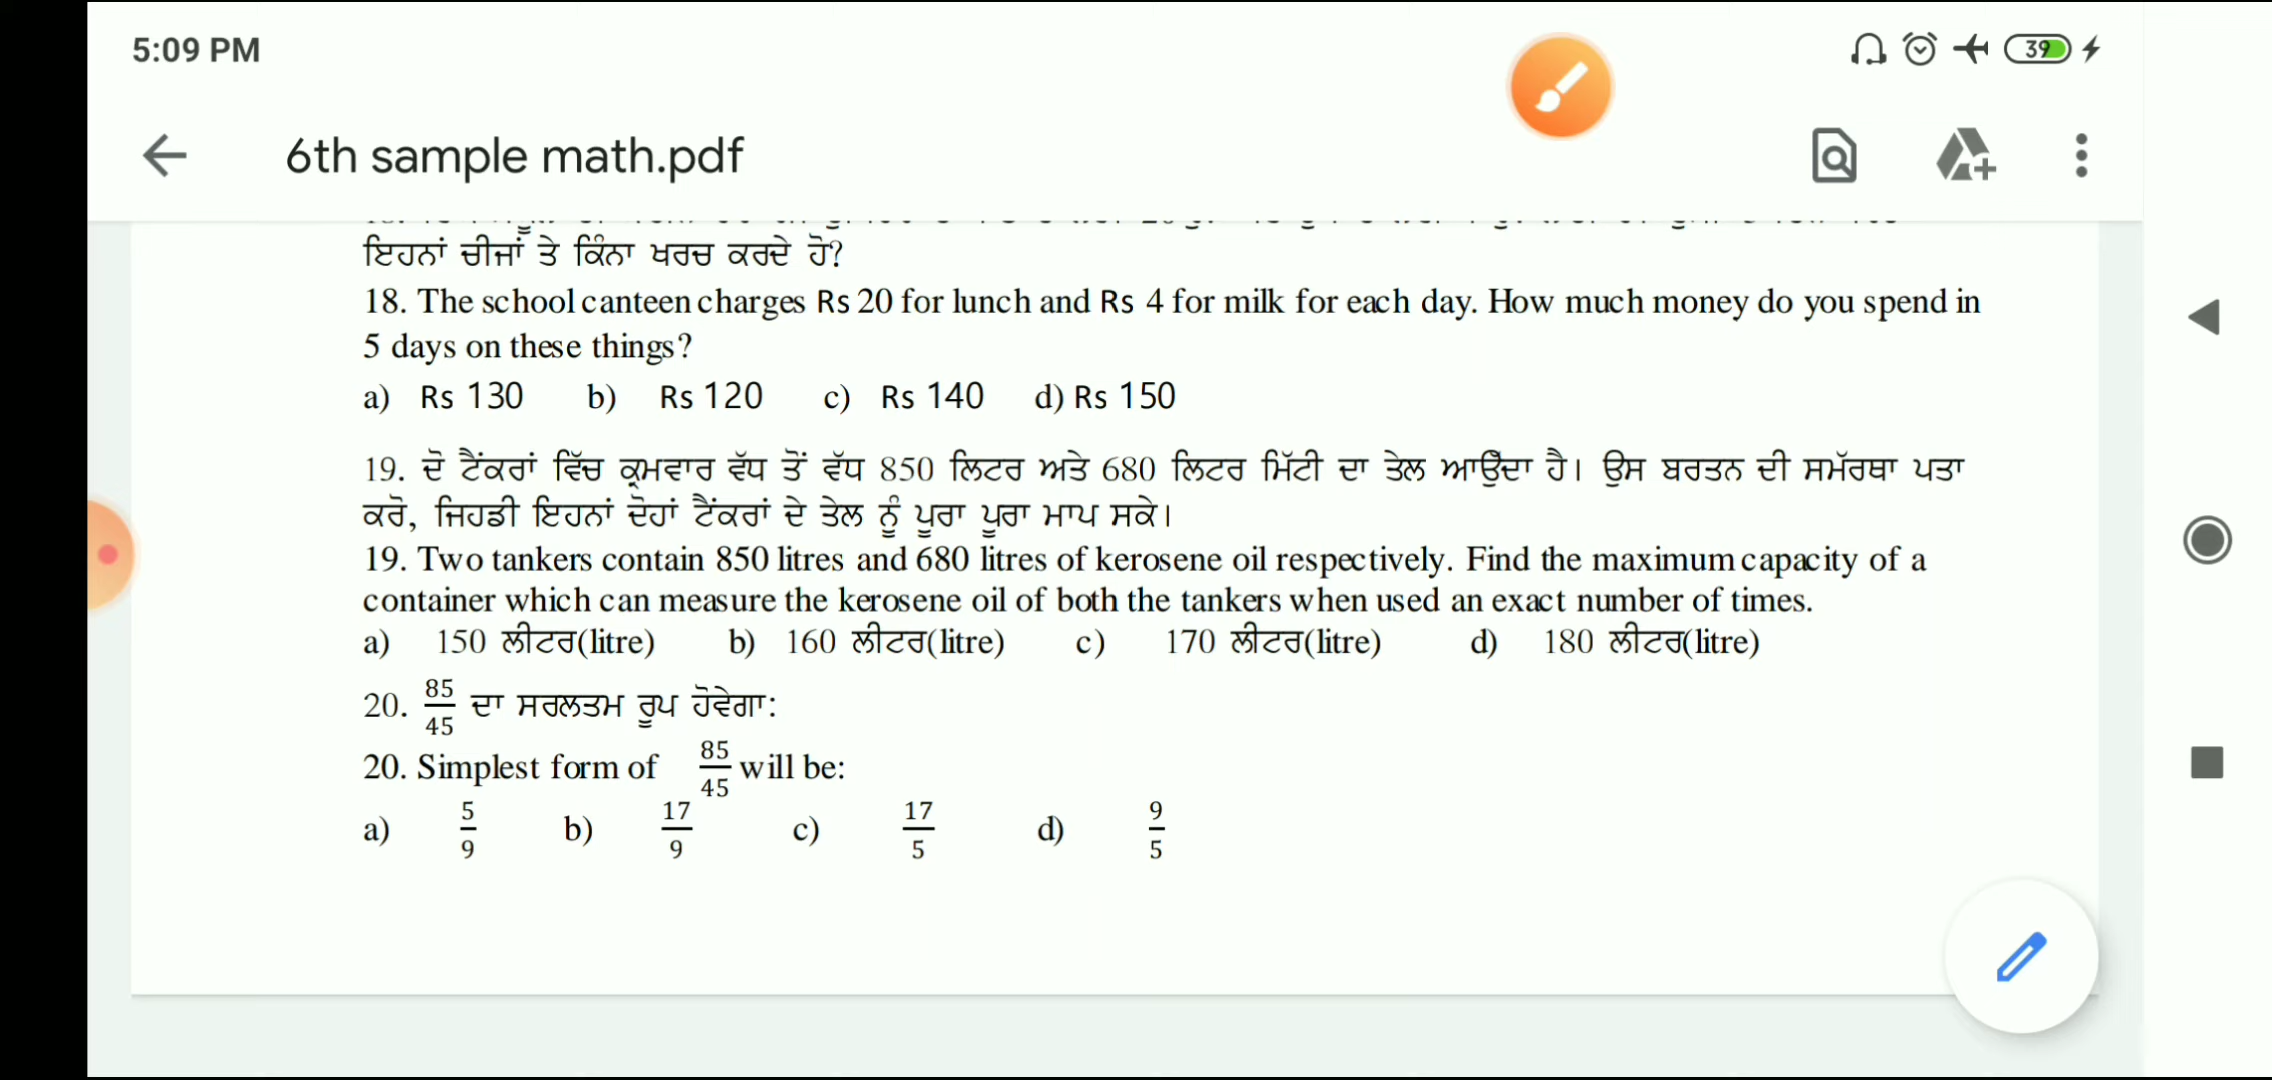 5:09 PM
39
6th sample math.pdf
ਇਹਨਾਂ ਚੀਜਾਂ ਤੇ ਕਿੰਨਾ ਖਰਚ ਕਰਦੇ ਹੋ?
18. The school canteen charges Rs 20 for lunch and Rs 4 for milk for each day. How much money do you spend in
5 days on these things?
a) Rs 130 b) Rs 120 c) Rs 140 d) Rs 150
19. ਦੋ ਟੈਂਕਰਾਂ ਵਿੱਚ ਕ੍ਰਮਵਾਰ ਵੱਧ ਤੋਂ ਵੱਧ 850 ਲਿਟਰ ਅਤੇ 680 ਲਿਟਰ ਮਿੱਟੀ ਦਾ ਤੇਲ ਆਉਂਦਾ ਹੈ। ਉਸ ਬਰਤਨ ਦੀ ਸਮੱਰਥਾ ਪਤਾ
ਕਰੋ, ਜਿਹਡੀ ਇਹਨਾਂ ਦੋਹਾਂ ਟੈਂਕਰਾਂ ਦੇ ਤੇਲ ਨੂੰ ਪੂਰਾ ਪੂਰਾ ਮਾਪ ਸਕੇ।
19. Two tankers contain 850 litres and 680 litres of kerosene oil respectively. Find the maximum capacity of a
container which can measure the kerosene oil of both the tankers when used an exact number of times.
a) 150 ਲੀਟਰ(litre) b) 160 ਲੀਟਰ(litre) c) 170 ਲੀਟਰ(litre) d) 180 ਲੀਟਰ(litre)
20. 85/45 ਦਾ ਸਰਲਤਮ ਰੂਪ ਹੋਵੇਗਾ:
20. Simplest form of 85/45 will be:
a) 5/9 b) 17/9 c) 17/5 d) 9/5